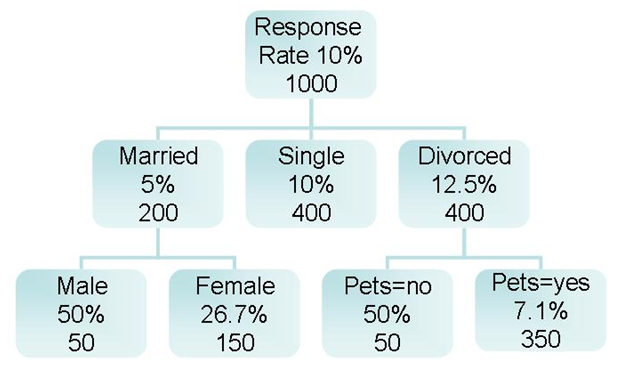 Response
Rate 10%
1000
Married
5%
200
Single
10%
400
Divorced
12.5%
400
Male
50%
50
Female
26.7%
150
Pets=no
50%
50
Pets=yes
7.1%
350